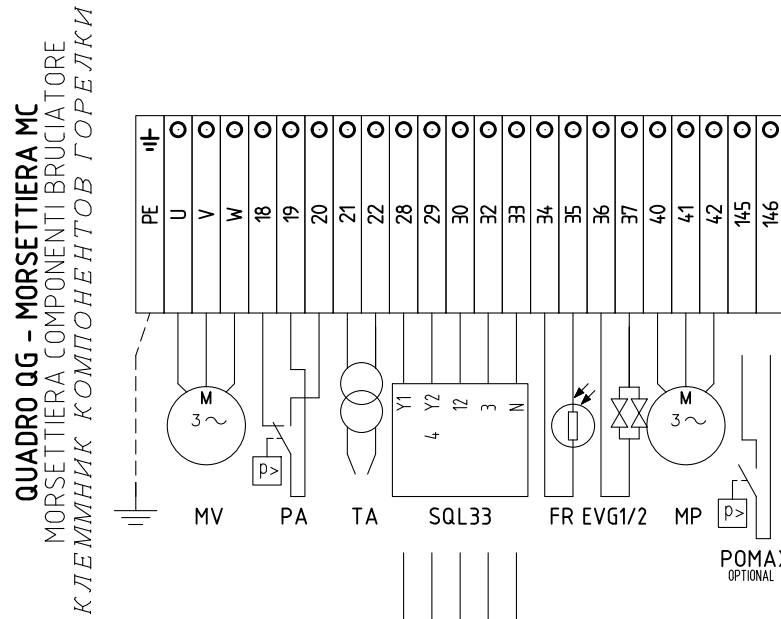 QUADRO QG - MORSETTIERA MC
MORSETTIERA COMPONENTI BRUCIATORE
КЛЕММНИК КОМПОНЕНТОВ ГОРЕЛКИ
PE U V W 18 19 20 21 22 28 29 30 32 33 34 35 36 37 40 41 42 145 146
M
3~
p>
Y1 Y2 12 3 N
4
M
3~
p>
MV PA TA SQL33 FR EVG1/2 MP
POMAX
OPTIONAL